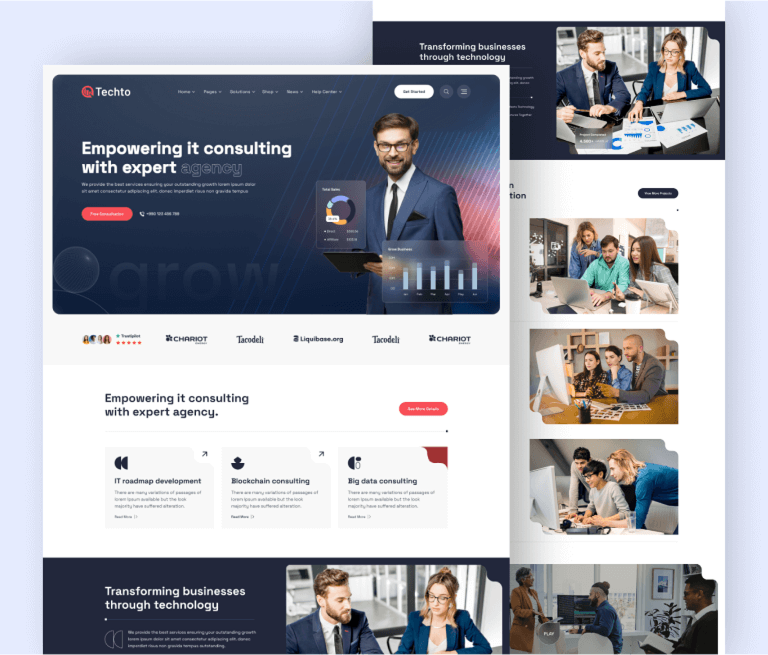 Techto
Home Pages Solutions Shop News Help Center
Get Started
Empowering it consulting
with expert agency
We provide the best services ensuring your outstanding growth lorem ipsum dolor
sit amet consectetur adipiscing elit. donec imperdiet risus non gravida tempus
Free Consultation
Total Sales
Grow Business
Jan Feb Mar Apr May Jun
grow
Trustpilot
CHARIOT
Tacodeli
Liquibase.org
Tacodeli
CHARIOT
Empowering it consulting
with expert agency.
See More Details
IT roadmap development
There are many variations of passages of
lorem Ipsum available but the look
majority have suffered alteration.
Read More
Blockchain consulting
There are many variations of passages of
lorem Ipsum available but the look
majority have suffered alteration.
Read More
Big data consulting
There are many variations of passages of
lorem Ipsum available but the look
majority have suffered alteration.
Read More
Transforming businesses
through technology
We provide the best services ensuring your outstanding growth
lorem ipsum dolor sit amet consectetur adipiscing elit. donec
imperdiet risus tempus outstanding.
Transforming businesses
through technology
View More Projects
PLAY